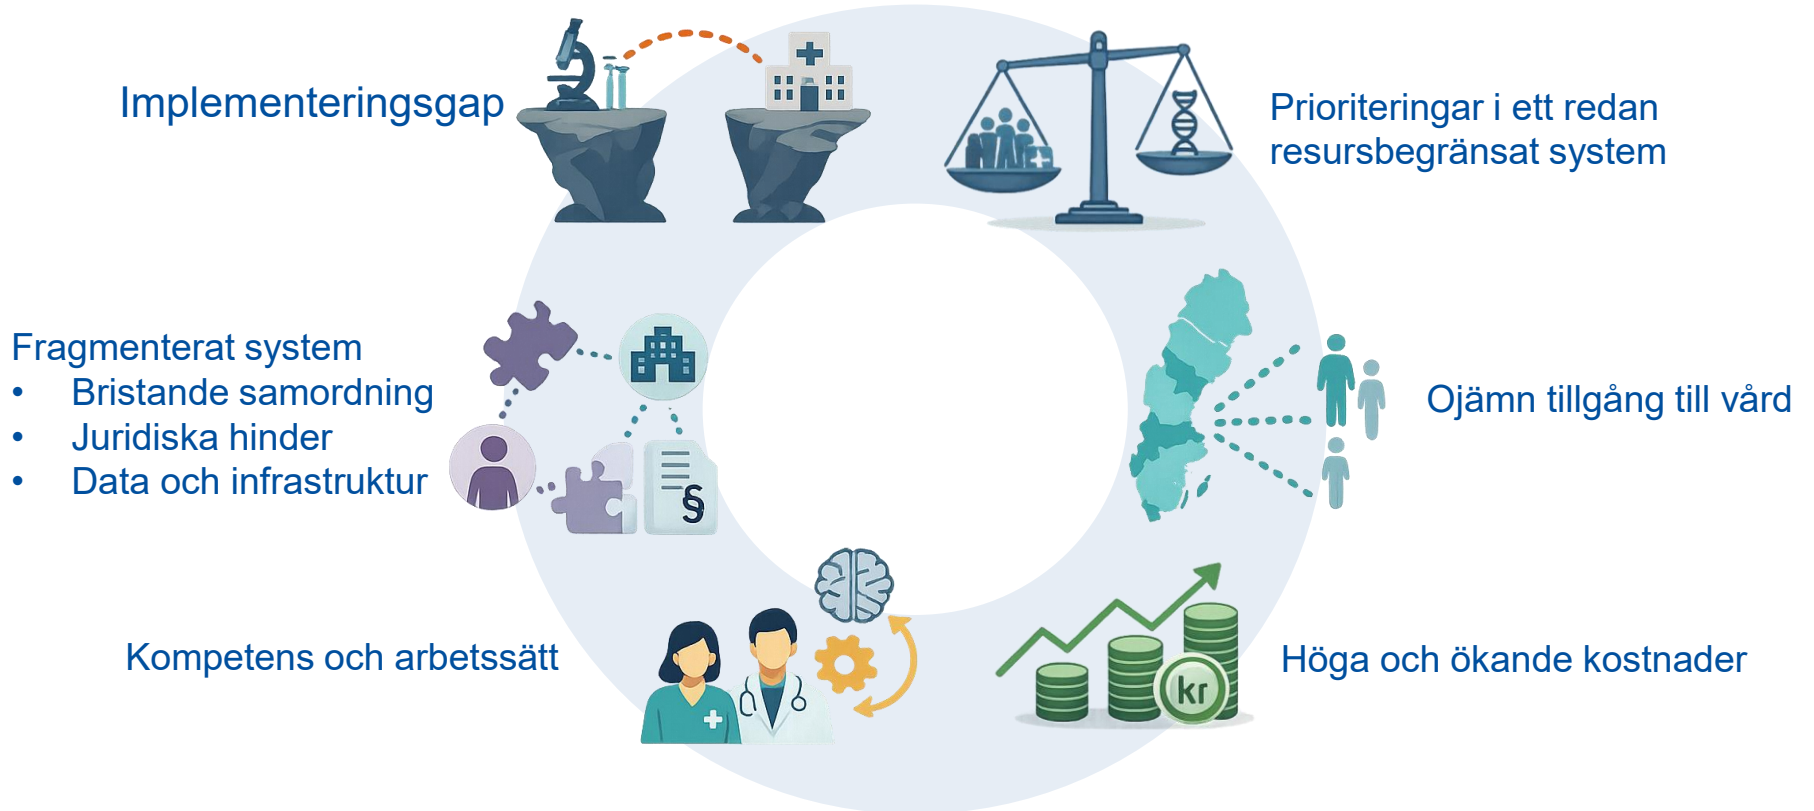 Implementeringsgap
Prioriteringar i ett redan
resursbegränsat system
Fragmenterat system
• Bristande samordning
• Juridiska hinder
• Data och infrastruktur
§
Ojämn tillgång till vård
Kompetens och arbetssätt
kr
Höga och ökande kostnader